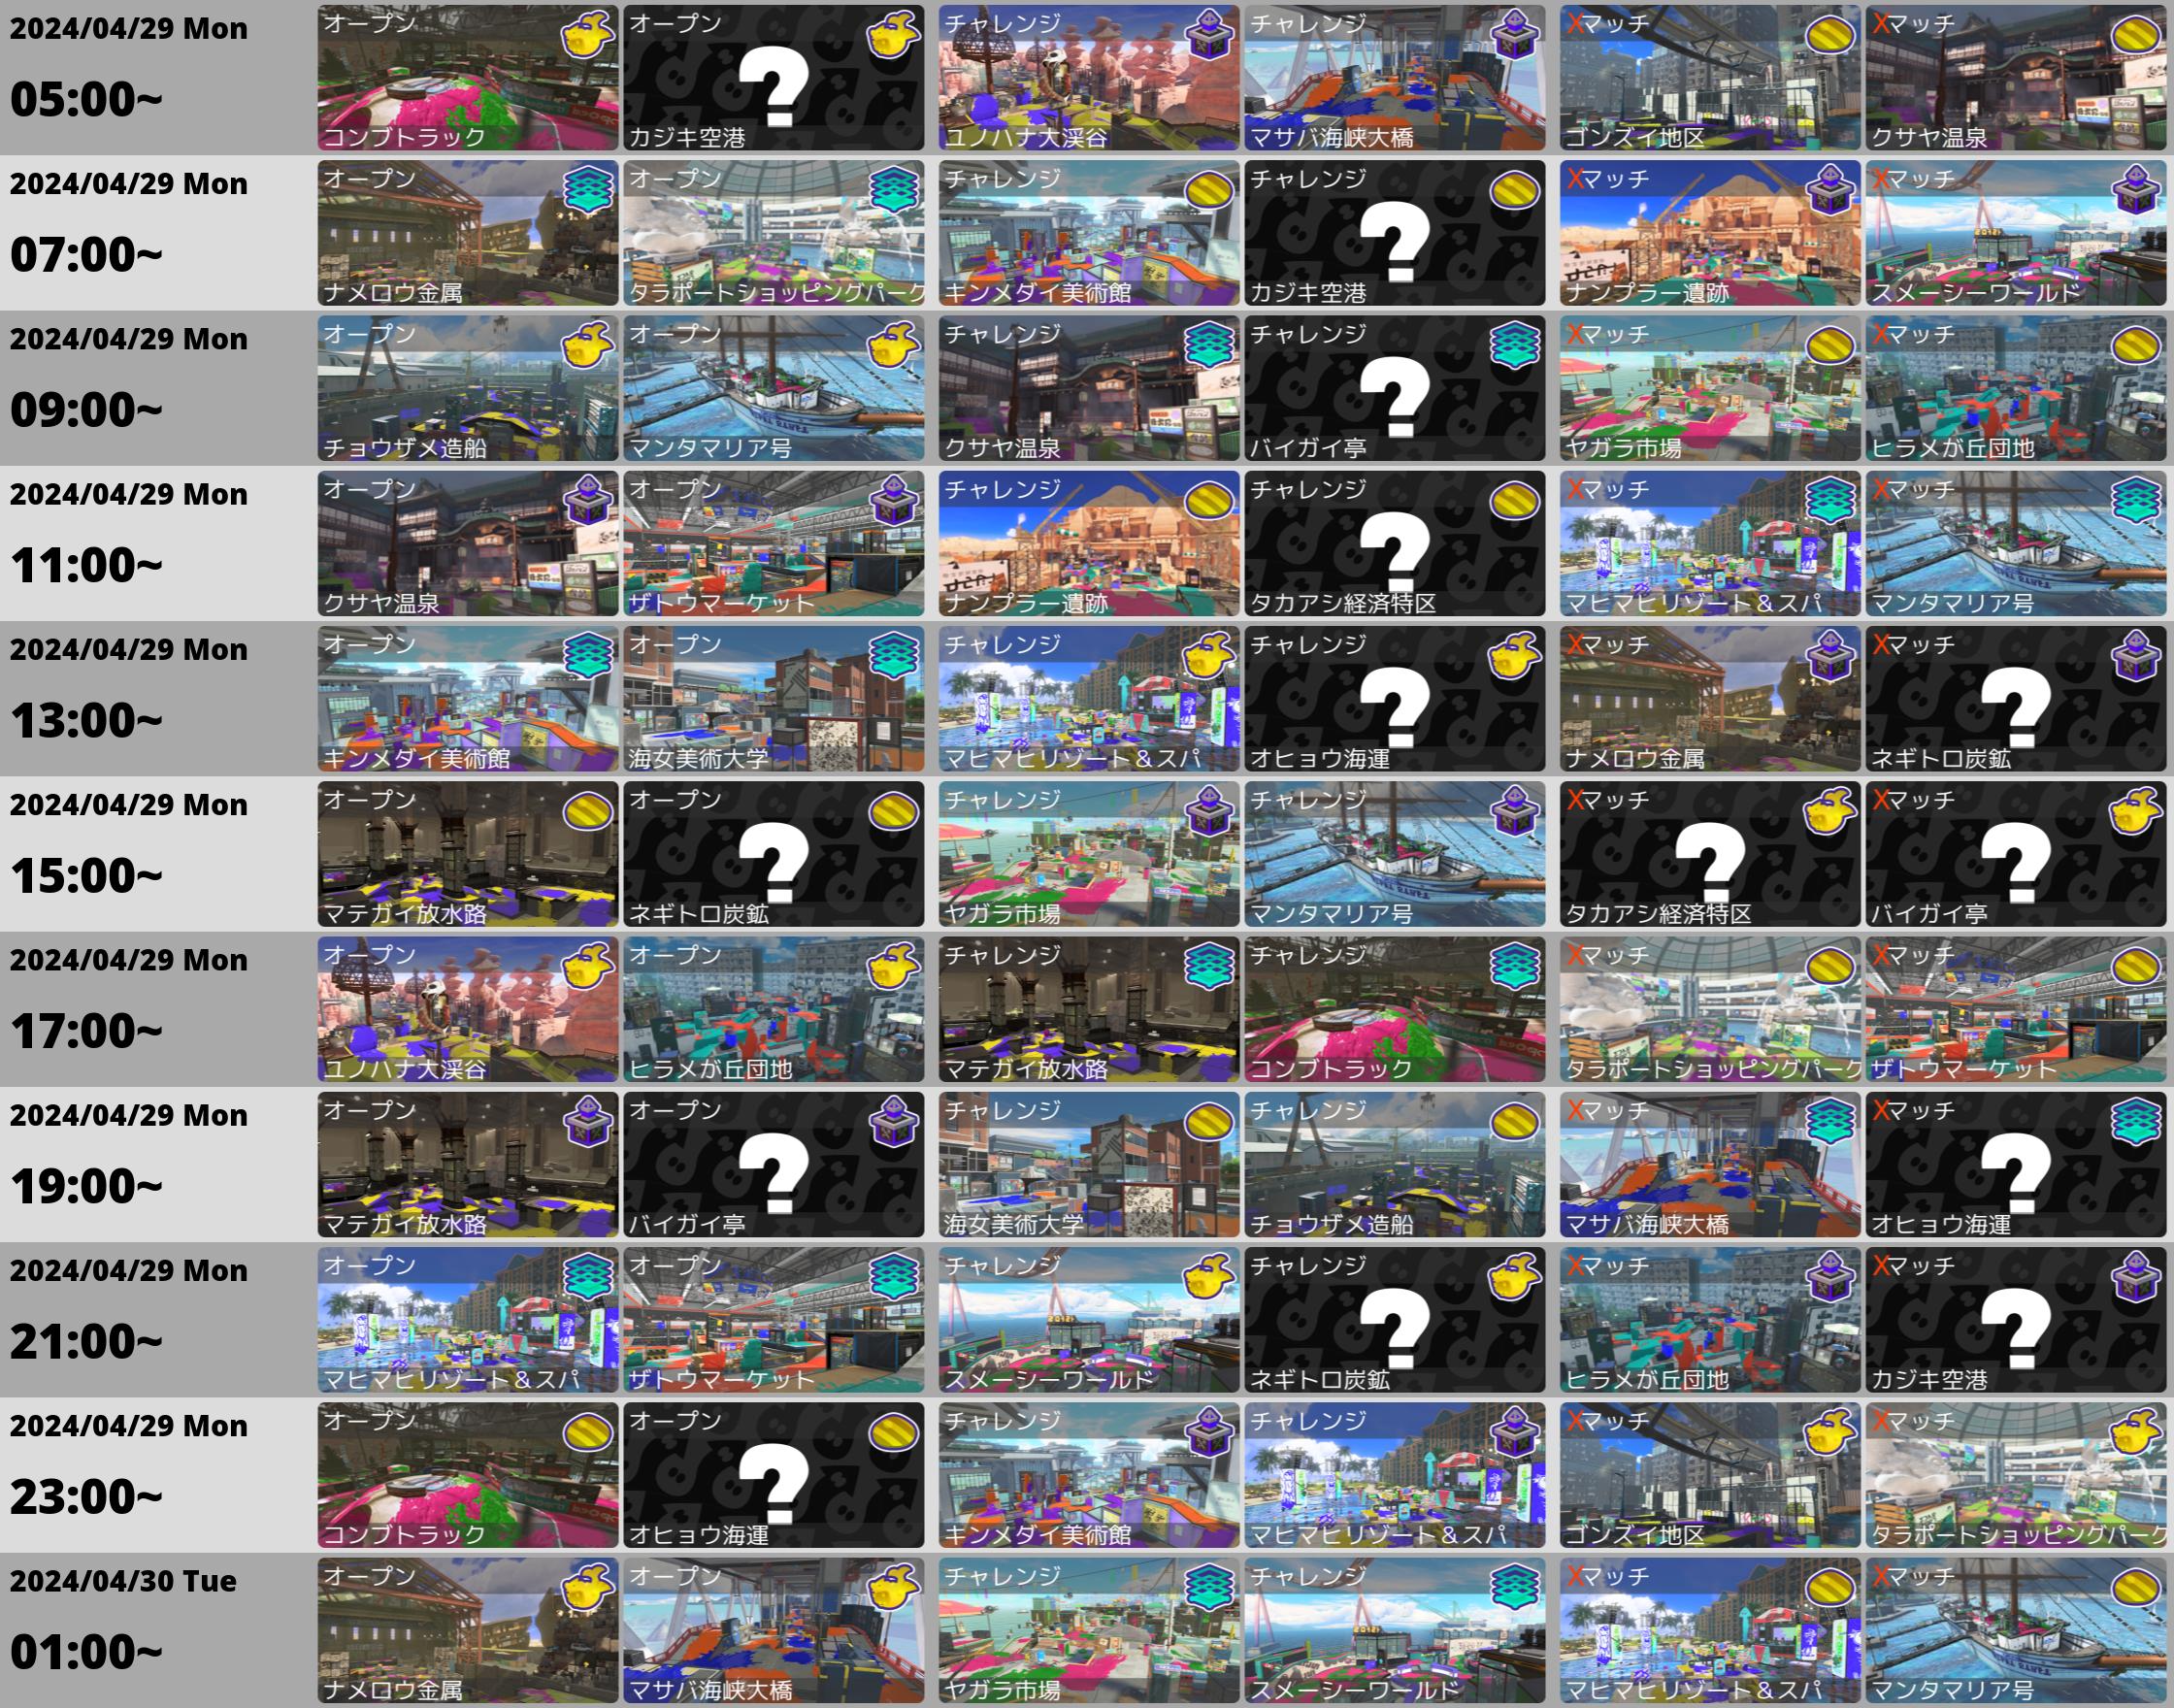 2024/04/29 Mon
05:00~
オープン オープン チャレンジ チャレンジ Xマッチ Xマッチ
コンブトラック カジキ空港 ユノハナ大渓谷 マサバ海峡大橋 ゴンズイ地区 クサヤ温泉
2024/04/29 Mon
07:00~
オープン オープン チャレンジ チャレンジ Xマッチ Xマッチ
ナメロウ金属 タラポートショッピングパーク キンメダイ美術館 カジキ空港 ナンプラー遺跡 スメーシーワールド
2024/04/29 Mon
09:00~
オープン オープン チャレンジ チャレンジ Xマッチ Xマッチ
チョウザメ造船 マンタマリア号 クサヤ温泉 バイガイ亭 ヤガラ市場 ヒラメが丘団地
2024/04/29 Mon
11:00~
オープン オープン チャレンジ チャレンジ Xマッチ Xマッチ
クサヤ温泉 ザトウマーケット ナンプラー遺跡 タカアシ経済特区 マヒマヒリゾート＆スパ マンタマリア号
2024/04/29 Mon
13:00~
オープン オープン チャレンジ チャレンジ Xマッチ Xマッチ
キンメダイ美術館 海女美術大学 マヒマヒリゾート＆スパ オヒョウ海運 ナメロウ金属 ネギトロ炭鉱
2024/04/29 Mon
15:00~
オープン オープン チャレンジ チャレンジ Xマッチ Xマッチ
マテガイ放水路 ネギトロ炭鉱 ヤガラ市場 マンタマリア号 タカアシ経済特区 バイガイ亭
2024/04/29 Mon
17:00~
オープン オープン チャレンジ チャレンジ Xマッチ Xマッチ
ユノハナ大渓谷 ヒラメが丘団地 マテガイ放水路 コンブトラック タラポートショッピングパーク ザトウマーケット
2024/04/29 Mon
19:00~
オープン オープン チャレンジ チャレンジ Xマッチ Xマッチ
マテガイ放水路 バイガイ亭 海女美術大学 チョウザメ造船 マサバ海峡大橋 オヒョウ海運
2024/04/29 Mon
21:00~
オープン オープン チャレンジ チャレンジ Xマッチ Xマッチ
マヒマヒリゾート＆スパ ザトウマーケット スメーシーワールド ネギトロ炭鉱 ヒラメが丘団地 カジキ空港
2024/04/29 Mon
23:00~
オープン オープン チャレンジ チャレンジ Xマッチ Xマッチ
コンブトラック オヒョウ海運 キンメダイ美術館 マヒマヒリゾート＆スパ ゴンズイ地区 タラポートショッピングパーク
2024/04/30 Tue
01:00~
オープン オープン チャレンジ チャレンジ Xマッチ Xマッチ
ナメロウ金属 マサバ海峡大橋 ヤガラ市場 スメーシーワールド マヒマヒリゾート＆スパ マンタマリア号